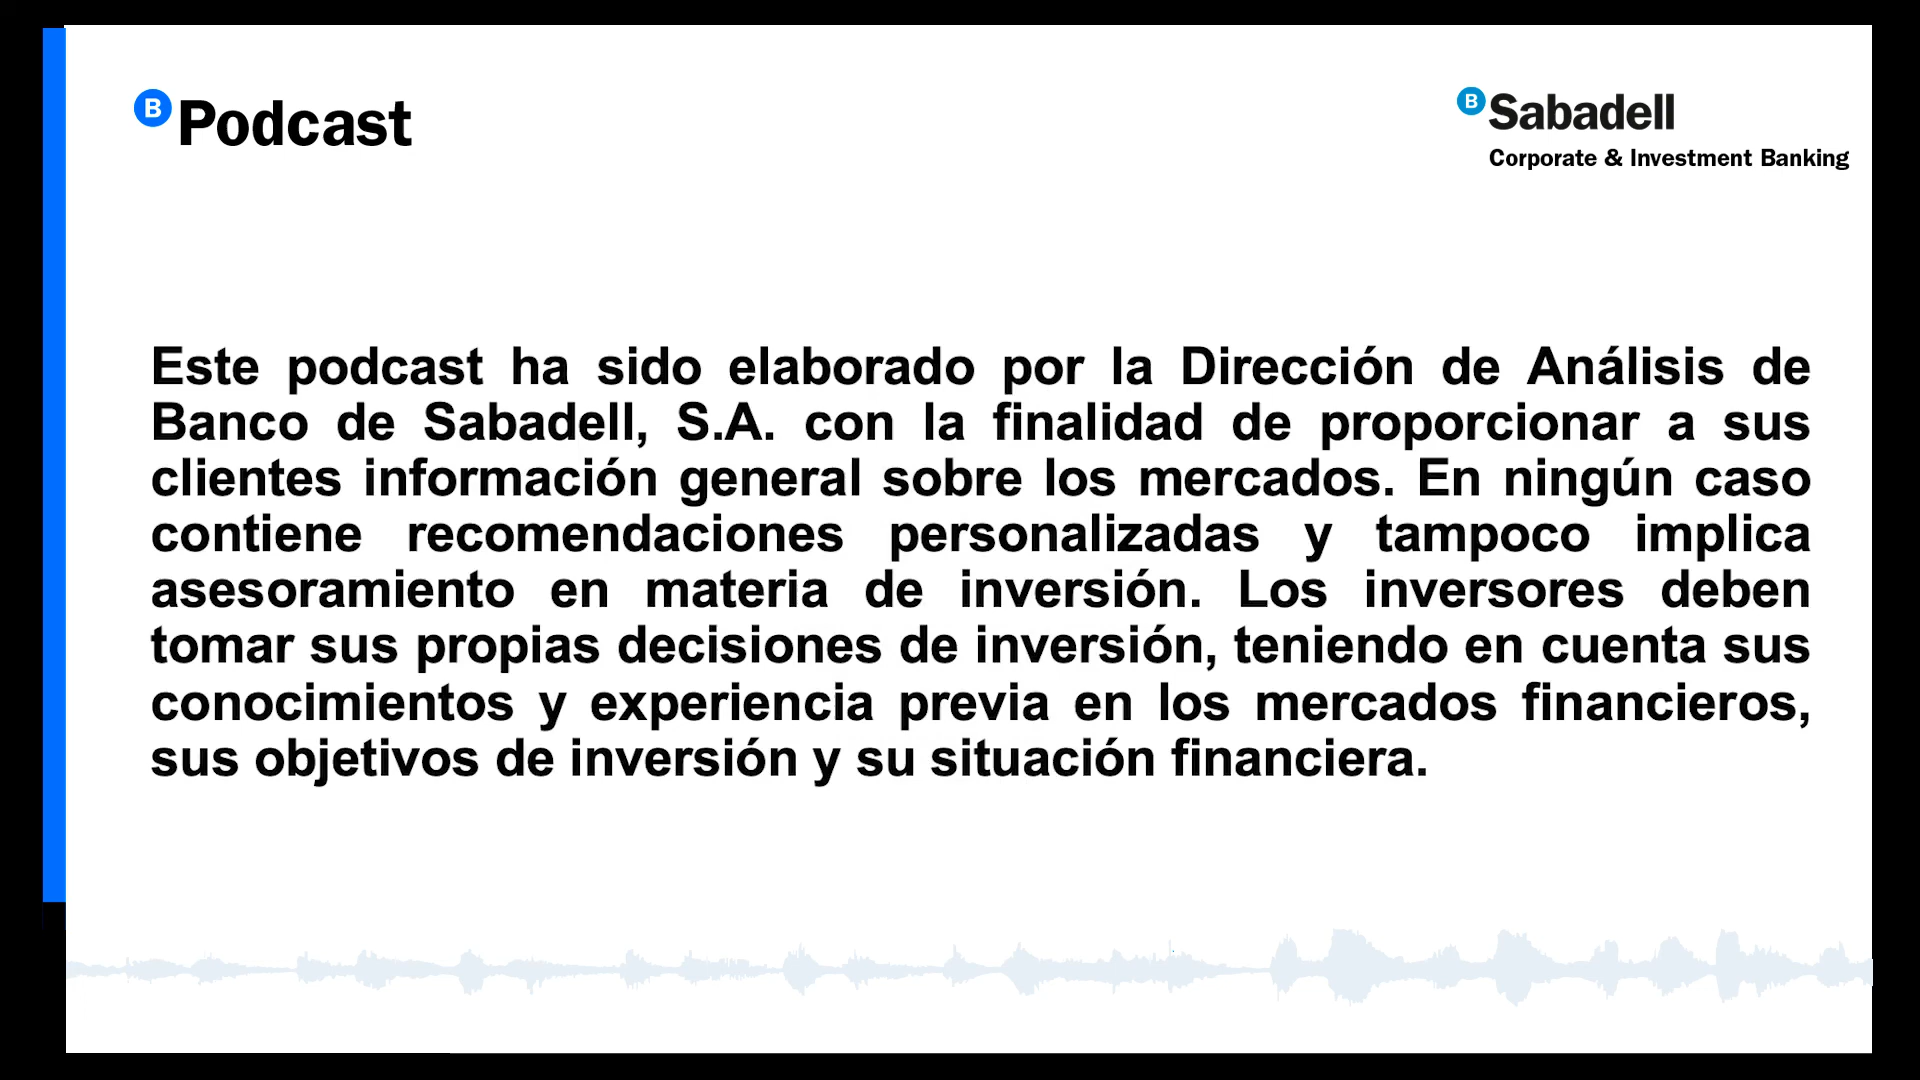 B Podcast
B Sabadell
Corporate & Investment Banking
Este podcast ha sido elaborado por la Dirección de Análisis de
Banco de Sabadell, S.A. con la finalidad de proporcionar a sus
clientes información general sobre los mercados. En ningún caso
contiene recomendaciones personalizadas y tampoco implica
asesoramiento en materia de inversión. Los inversores deben
tomar sus propias decisiones de inversión, teniendo en cuenta sus
conocimientos y experiencia previa en los mercados financieros,
sus objetivos de inversión y su situación financiera.